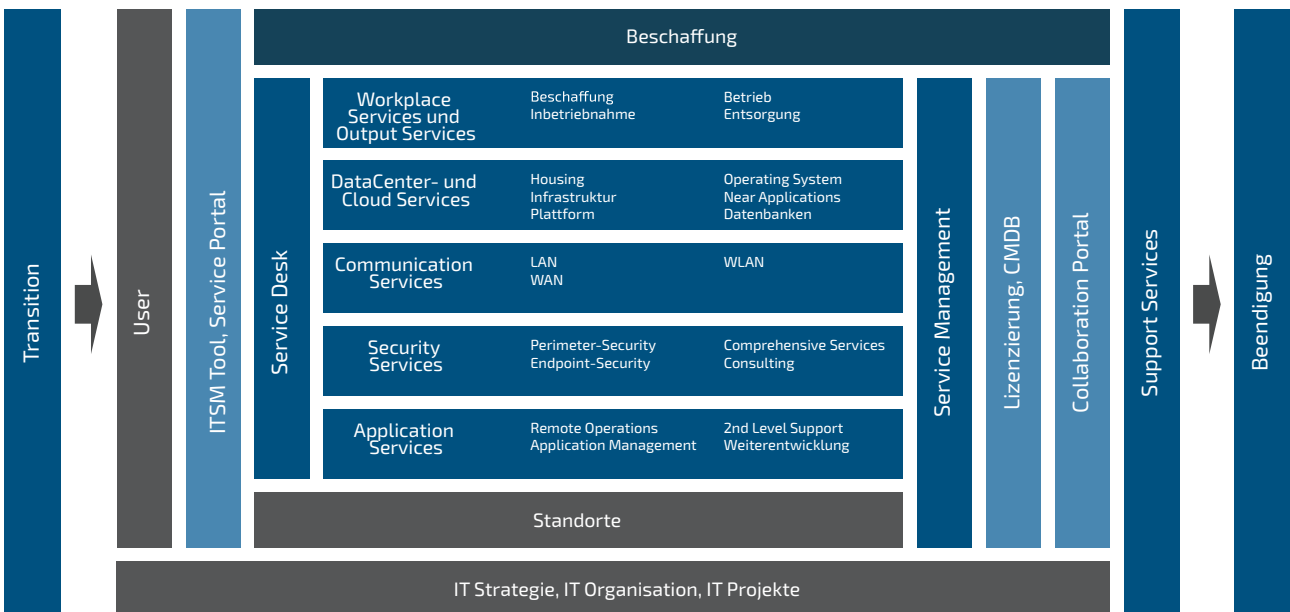 Transition
User
ITSM Tool, Service Portal
Beschaffung
Service Desk
Workplace
Services und
Output Services
Beschaffung
Inbetriebnahme
Betrieb
Entsorgung
DataCenter- und
Cloud Services
Housing
Infrastruktur
Plattform
Operating System
Near Applications
Datenbanken
Communication
Services
LAN
WAN
WLAN
Security
Services
Perimeter-Security
Endpoint-Security
Comprehensive Services
Consulting
Application
Services
Remote Operations
Application Management
2nd Level Support
Weiterentwicklung
Standorte
Service Management
Lizenzierung, CMDB
Collaboration Portal
Support Services
Beendigung
IT Strategie, IT Organisation, IT Projekte